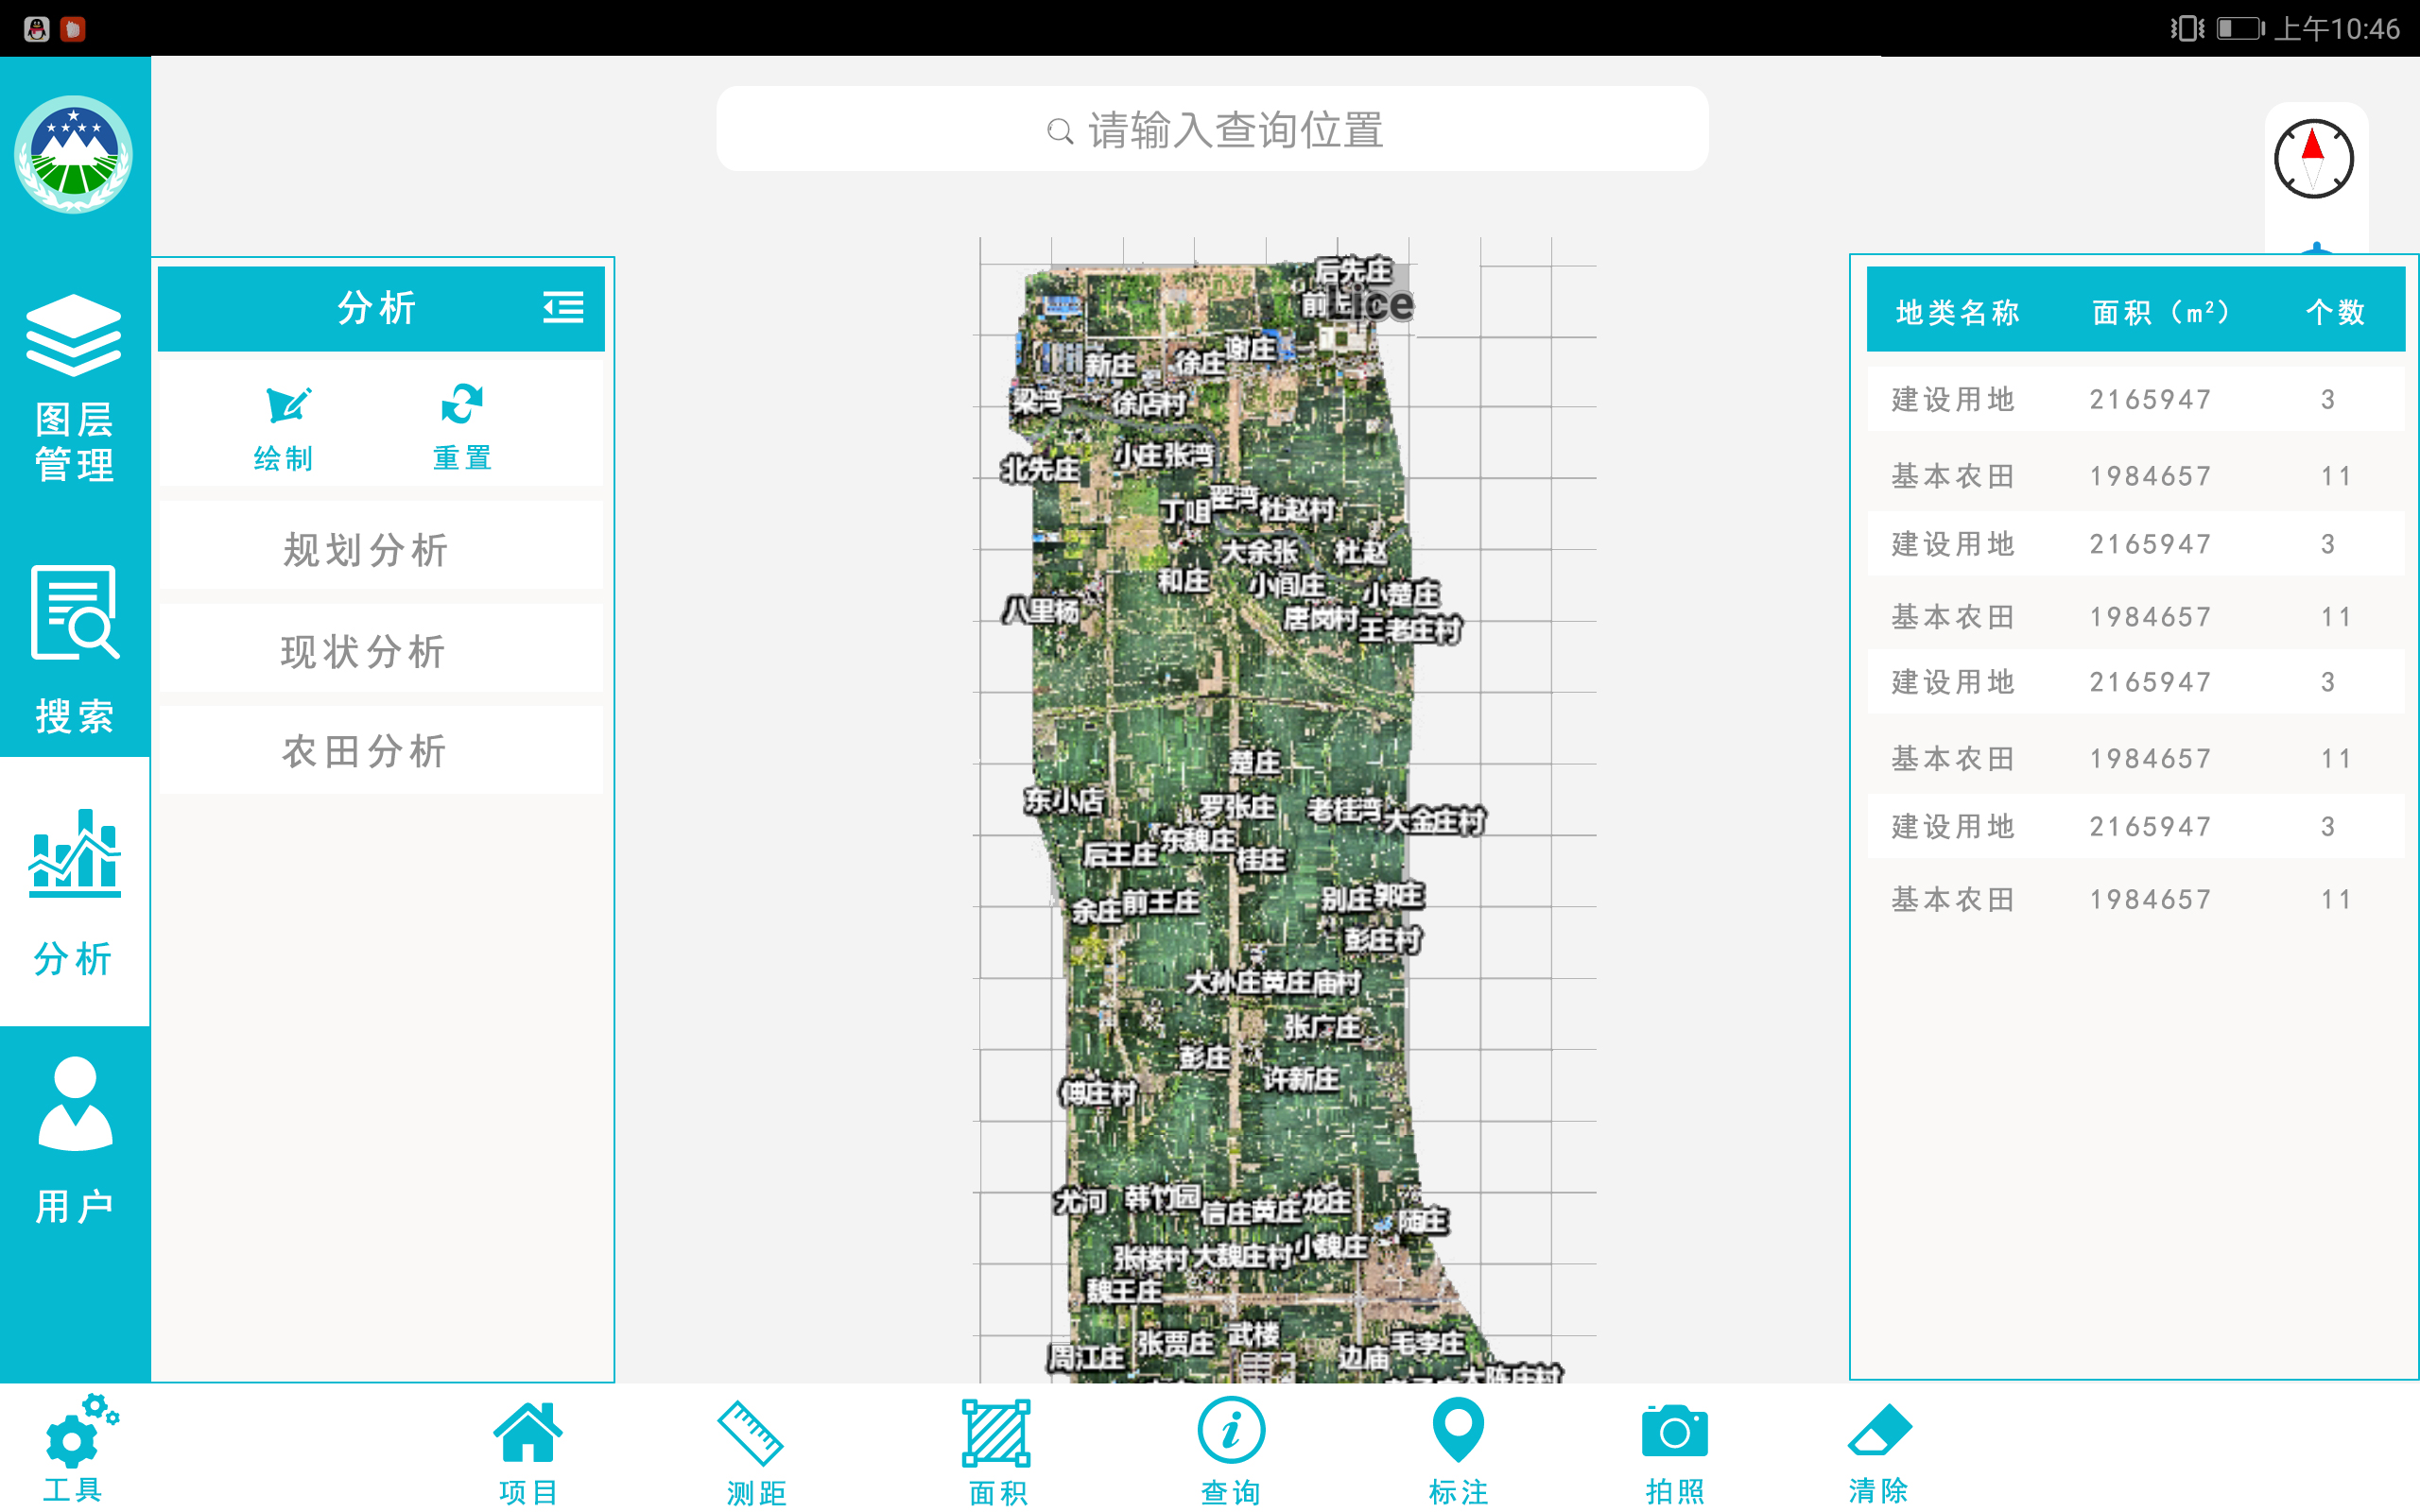 上午10:46
请输入查询位置
图层
管理
搜索
分析
用户
分析
绘制 重置
规划分析
现状分析
农田分析
后先庄
Lice
新庄 徐庄 谢庄
梁湾 徐店村
小庄张湾
北先庄
翟湾
杜赵村
大余张 杜赵
和庄 小闾庄 小楚庄
八里杨 唐岗村 王老庄村
楚庄
东小店 罗张庄 老桂湾 大金庄村
后王庄 东魏庄 桂庄
余庄 前王庄 别庄 郭庄
彭庄村
大孙庄 黄庄庙村
张广庄
彭庄 许新庄
傅庄村
尤河 韩竹园 信庄 黄庄 龙庄 陶庄
张楼村 大魏庄村 小魏庄
魏王庄
周江庄 张贾庄 武楼 边庙 毛李庄
大陈庄村
地类名称 面积（m²） 个数
建设用地 2165947 3
基本农田 1984657 11
建设用地 2165947 3
基本农田 1984657 11
建设用地 2165947 3
基本农田 1984657 11
建设用地 2165947 3
基本农田 1984657 11
工具 项目 测距 面积 查询 标注 拍照 清除